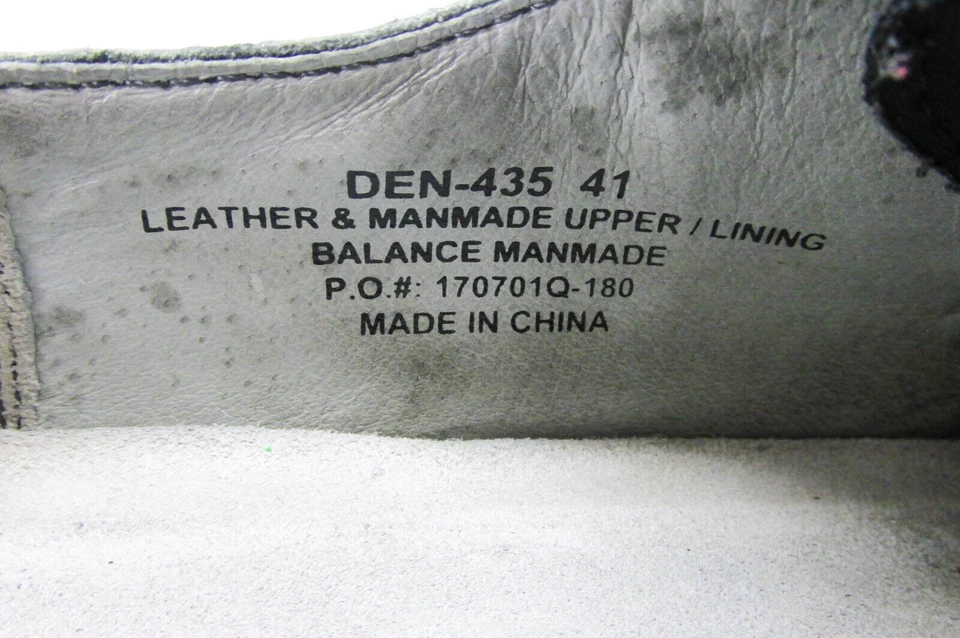 DEN-435 41
LEATHER & MANMADE UPPER / LINING
BALANCE MANMADE
P.O.#: 170701Q-180
MADE IN CHINA